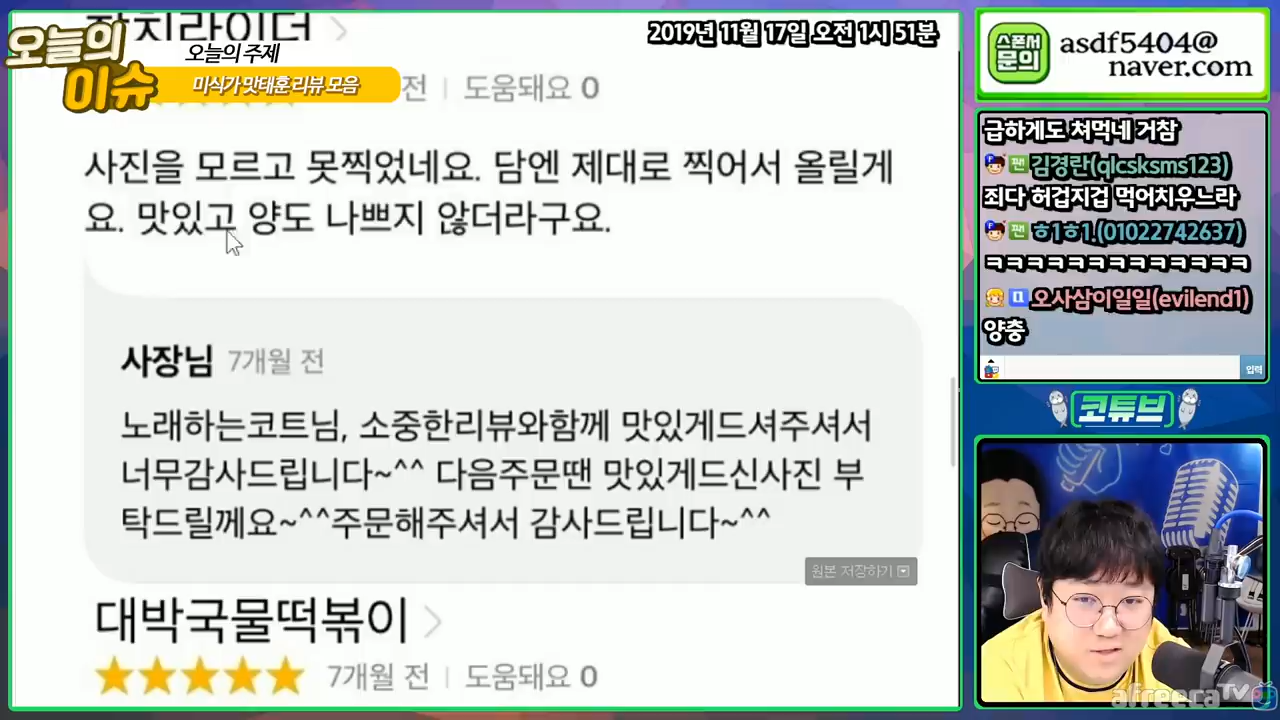 오늘의
이슈
오늘의 주제
미식가 맛태훈 리뷰 모음
2019년 11월 17일 오전 1시 51분
전 | 도움돼요 0
사진을 모르고 못찍었네요. 담엔 제대로 찍어서 올릴게
요. 맛있고 양도 나쁘지 않더라구요.
사장님 7개월 전
노래하는코트님, 소중한리뷰와함께 맛있게드셔주셔서
너무감사드립니다~^^ 다음주문땐 맛있게드신사진 부
탁드릴께요~^^주문해주셔서 감사드립니다~^^
원본 저장하기
대박국물떡볶이
7개월 전 | 도움돼요 0
스폰서
문의
asdf5404@
naver.com
급하게도 쳐먹네 거참
팬 김경란(qlcsksms123)
죄다 허겁지겁 먹어치우느라
팬 ㅎ1ㅎ1.(01022742637)
ㅋㅋㅋㅋㅋㅋㅋㅋㅋㅋㅋㅋㅋ
오사삼이일일(evilend1)
양충
입력
코튜브
afreecaTV